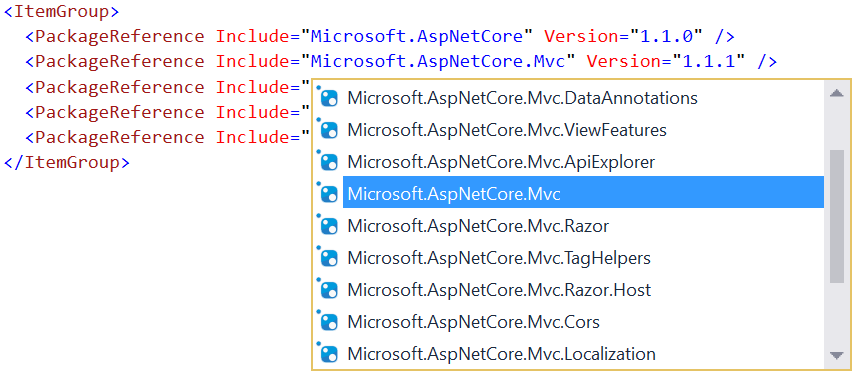 <ItemGroup>
<PackageReference Include="Microsoft.AspNetCore" Version="1.1.0" />
<PackageReference Include="Microsoft.AspNetCore.Mvc" Version="1.1.1" />
<PackageReference Include="
<PackageReference Include="
<PackageReference Include="
</ItemGroup>
Microsoft.AspNetCore.Mvc.DataAnnotations
Microsoft.AspNetCore.Mvc.ViewFeatures
Microsoft.AspNetCore.Mvc.ApiExplorer
Microsoft.AspNetCore.Mvc
Microsoft.AspNetCore.Mvc.Razor
Microsoft.AspNetCore.Mvc.TagHelpers
Microsoft.AspNetCore.Mvc.Razor.Host
Microsoft.AspNetCore.Mvc.Cors
Microsoft.AspNetCore.Mvc.Localization